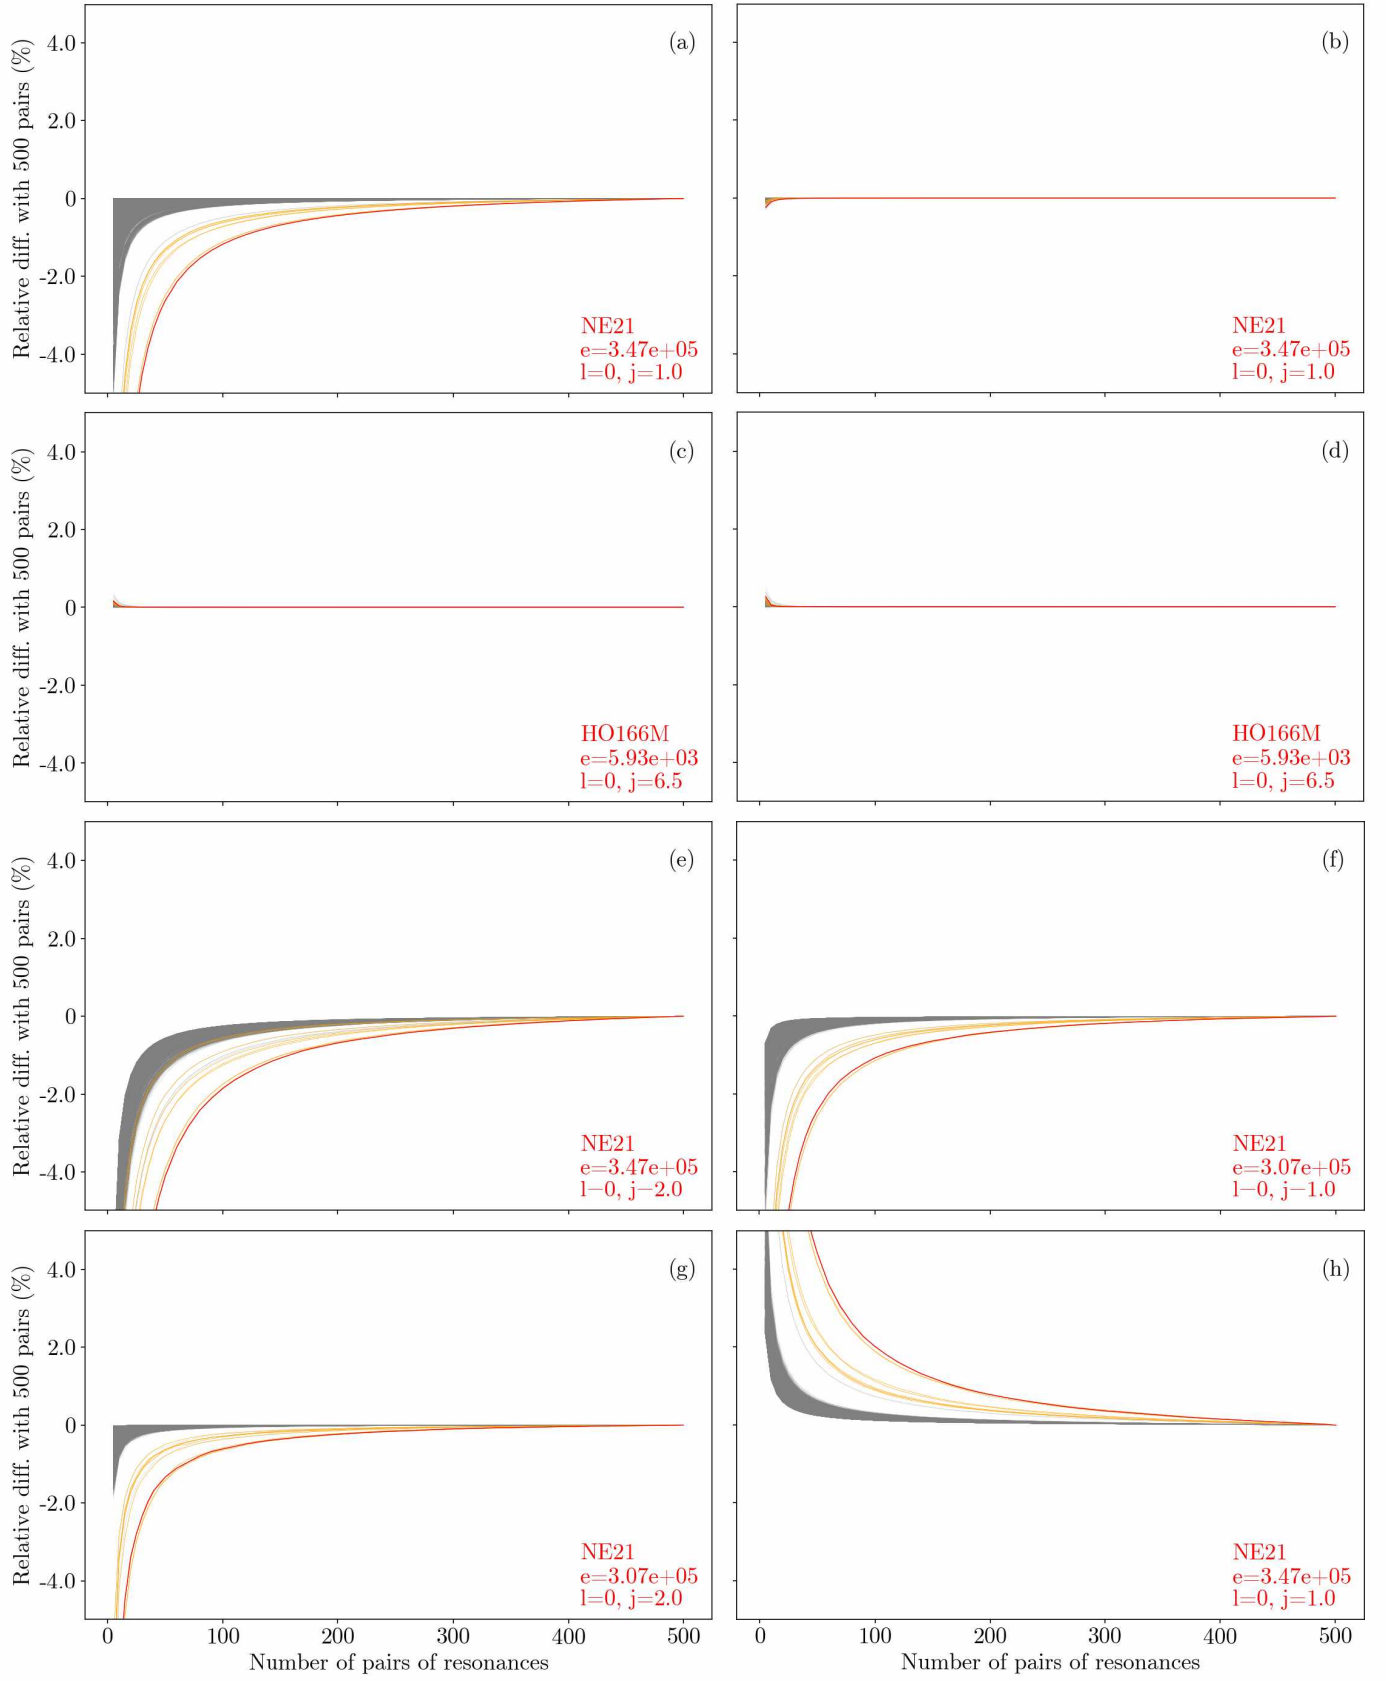 Relative diff. with 500 pairs (%)
4.0
2.0
0
-2.0
-4.0
(a)
NE21
e=3.47e+05
l=0, j=1.0
(b)
NE21
e=3.47e+05
l=0, j=1.0
Relative diff. with 500 pairs (%)
4.0
2.0
0
-2.0
-4.0
(c)
HO166M
e=5.93e+03
l=0, j=6.5
(d)
HO166M
e=5.93e+03
l=0, j=6.5
Relative diff. with 500 pairs (%)
4.0
2.0
0
-2.0
-4.0
(e)
NE21
e=3.47e+05
l=0, j=2.0
(f)
NE21
e=3.07e+05
l=0, j=1.0
Relative diff. with 500 pairs (%)
4.0
2.0
0
-2.0
-4.0
(g)
NE21
e=3.07e+05
l=0, j=2.0
(h)
NE21
e=3.47e+05
l=0, j=1.0
0 100 200 300 400 500
Number of pairs of resonances
0 100 200 300 400 500
Number of pairs of resonances